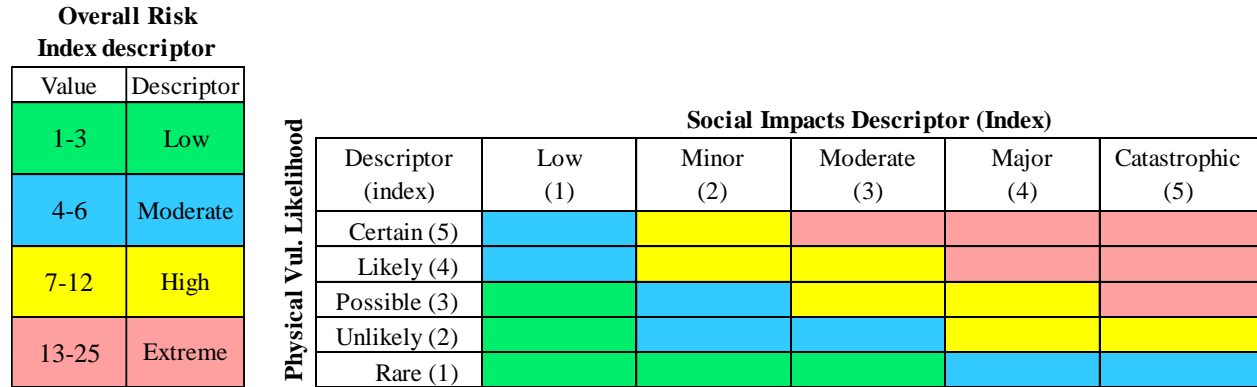 Overall Risk
Index descriptor
Value Descriptor
1-3 Low
4-6 Moderate
7-12 High
13-25 Extreme
Physical Vul. Likelihood
Social Impacts Descriptor (Index)
Descriptor Low Minor Moderate Major Catastrophic
(index) (1) (2) (3) (4) (5)
Certain (5)
Likely (4)
Possible (3)
Unlikely (2)
Rare (1)